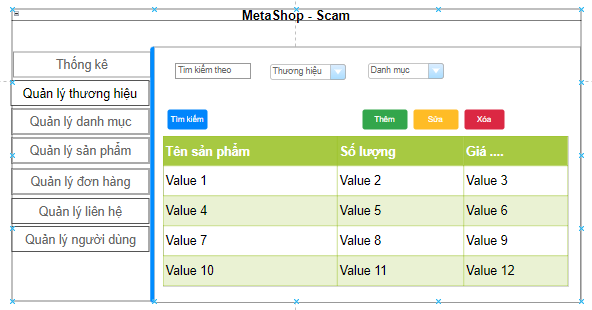 MetaShop - Scam
Thống kê
Quản lý thương hiệu
Quản lý danh mục
Quản lý sản phẩm
Quản lý đơn hàng
Quản lý liên hệ
Quản lý người dùng
Tìm kiếm theo
Thương hiệu
Danh mục
Tìm kiếm
Thêm
Sửa
Xóa
Tên sản phẩm Số lượng Giá ....
Value 1 Value 2 Value 3
Value 4 Value 5 Value 6
Value 7 Value 8 Value 9
Value 10 Value 11 Value 12